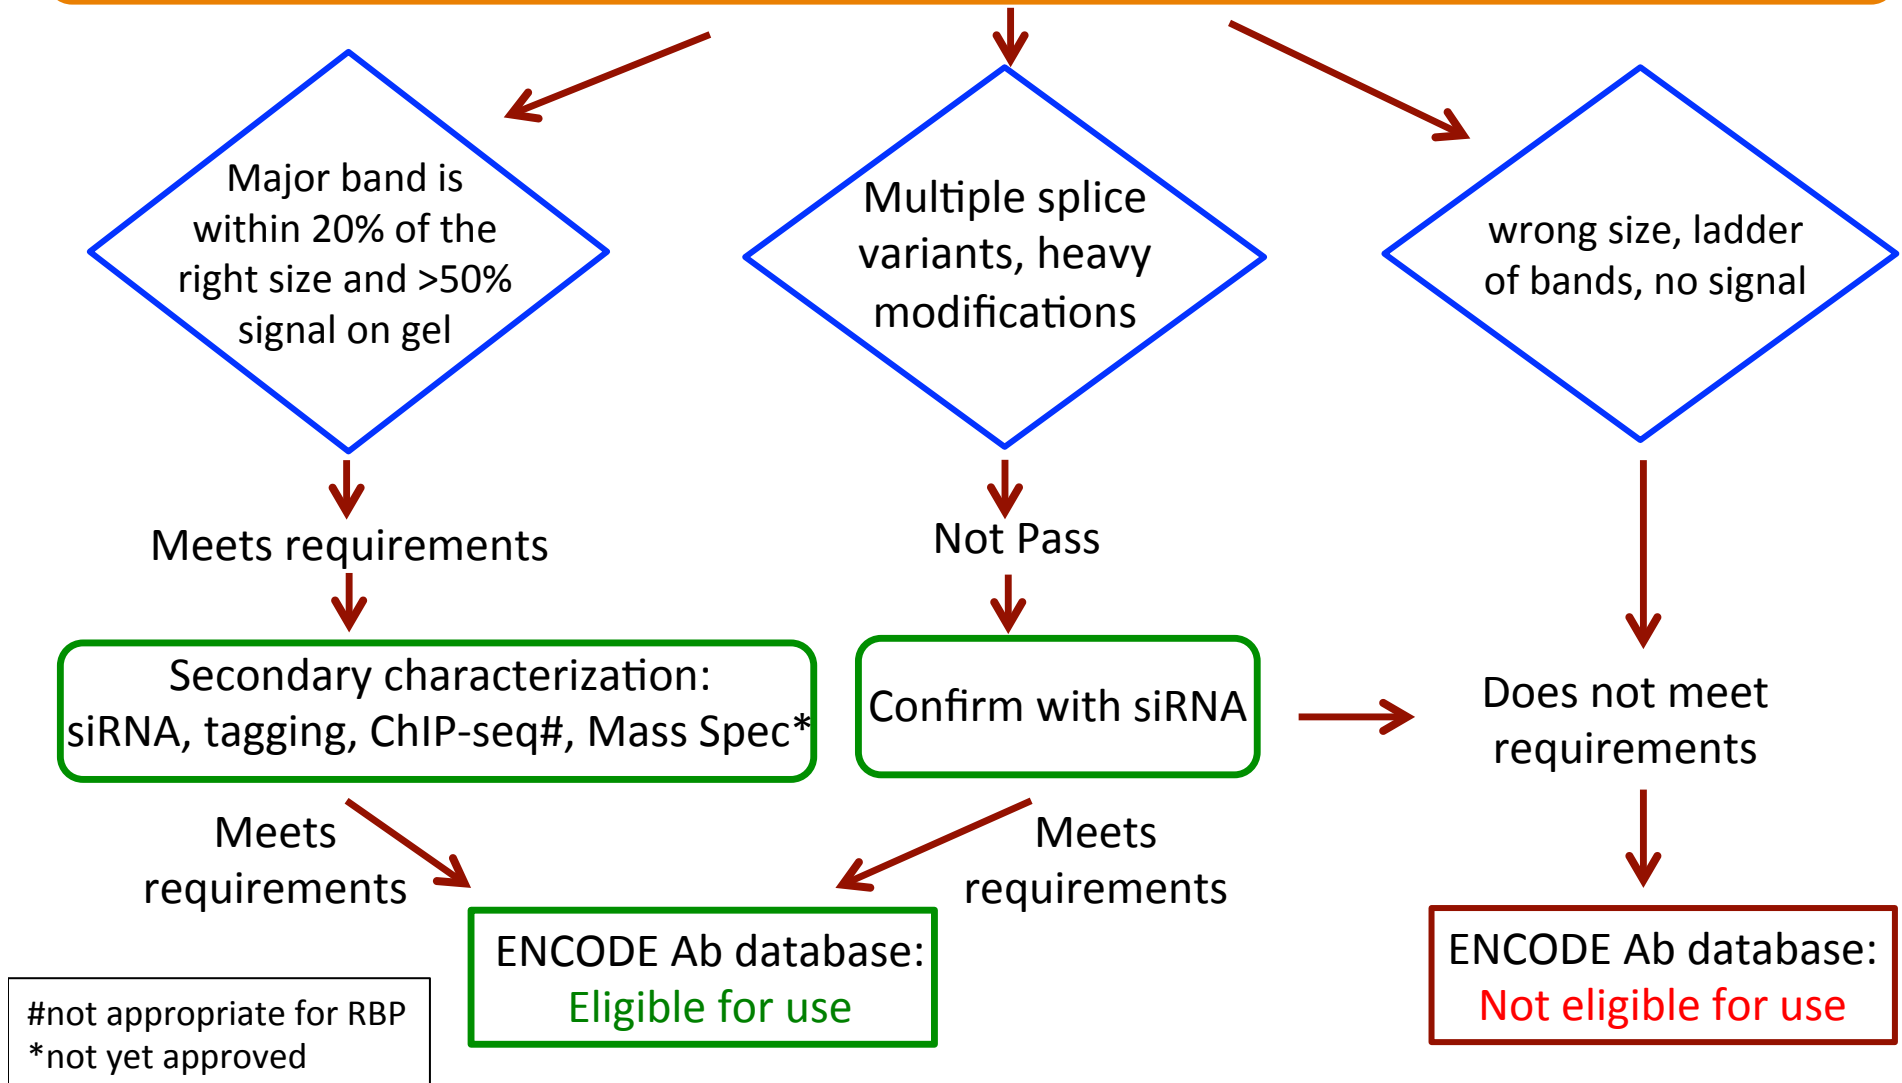 Major band is
within 20% of the
right size and >50%
signal on gel
Multiple splice
variants, heavy
modifications
wrong size, ladder
of bands, no signal
Meets requirements
Not Pass
Secondary characterization:
siRNA, tagging, ChIP-seq#, Mass Spec*
Confirm with siRNA
Does not meet
requirements
Meets
requirements
Meets
requirements
ENCODE Ab database:
Eligible for use
ENCODE Ab database:
Not eligible for use
#not appropriate for RBP
*not yet approved